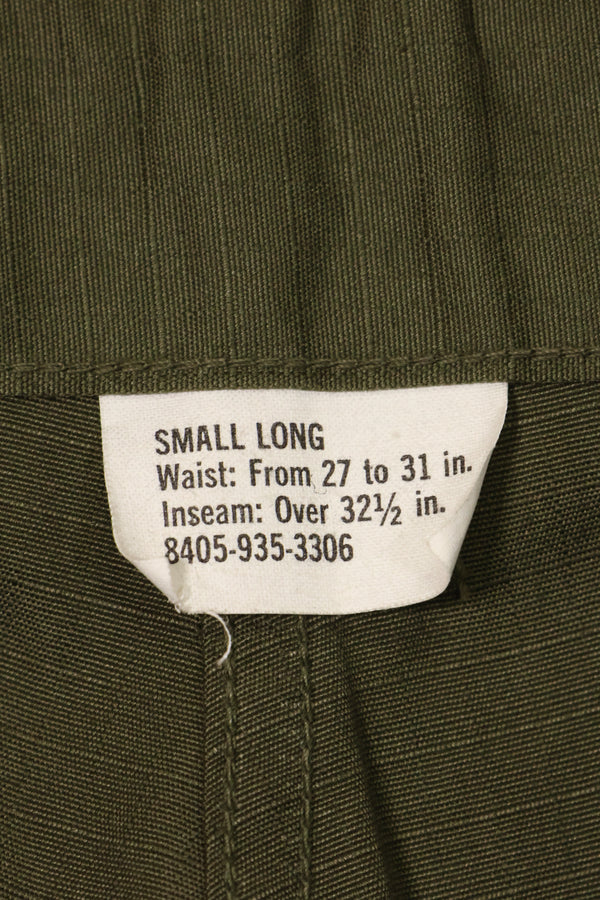 SMALL LONG
Waist: From 27 to 31 in.
Inseam: Over 32½ in.
8405-935-3306